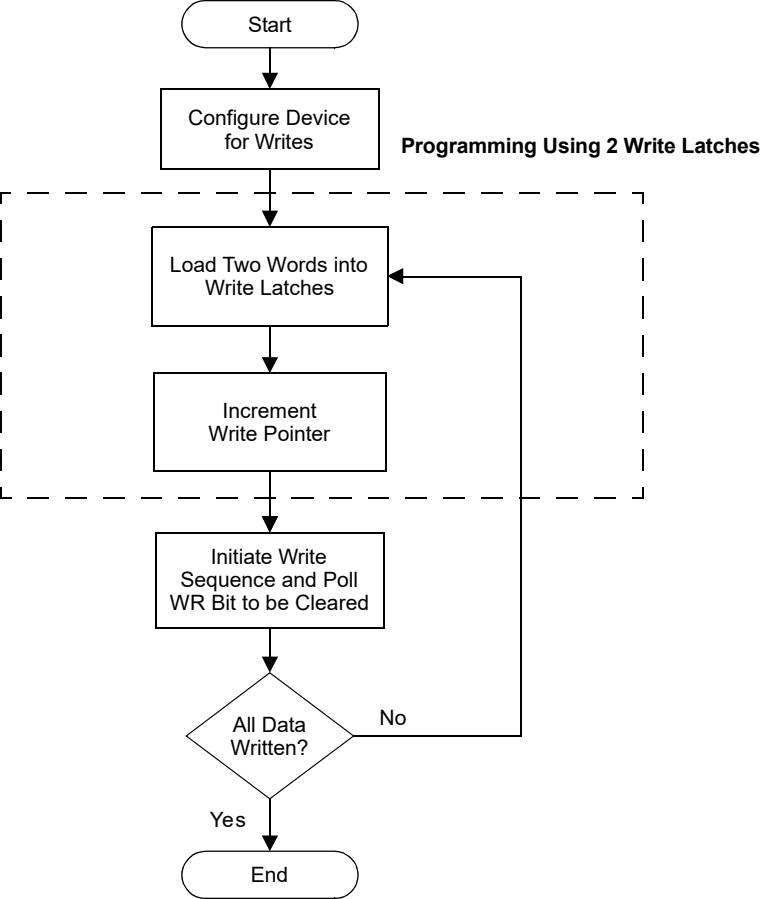 Start
Configure Device
for Writes
Programming Using 2 Write Latches
Load Two Words into
Write Latches
Increment
Write Pointer
Initiate Write
Sequence and Poll
WR Bit to be Cleared
All Data
Written?
No
Yes
End